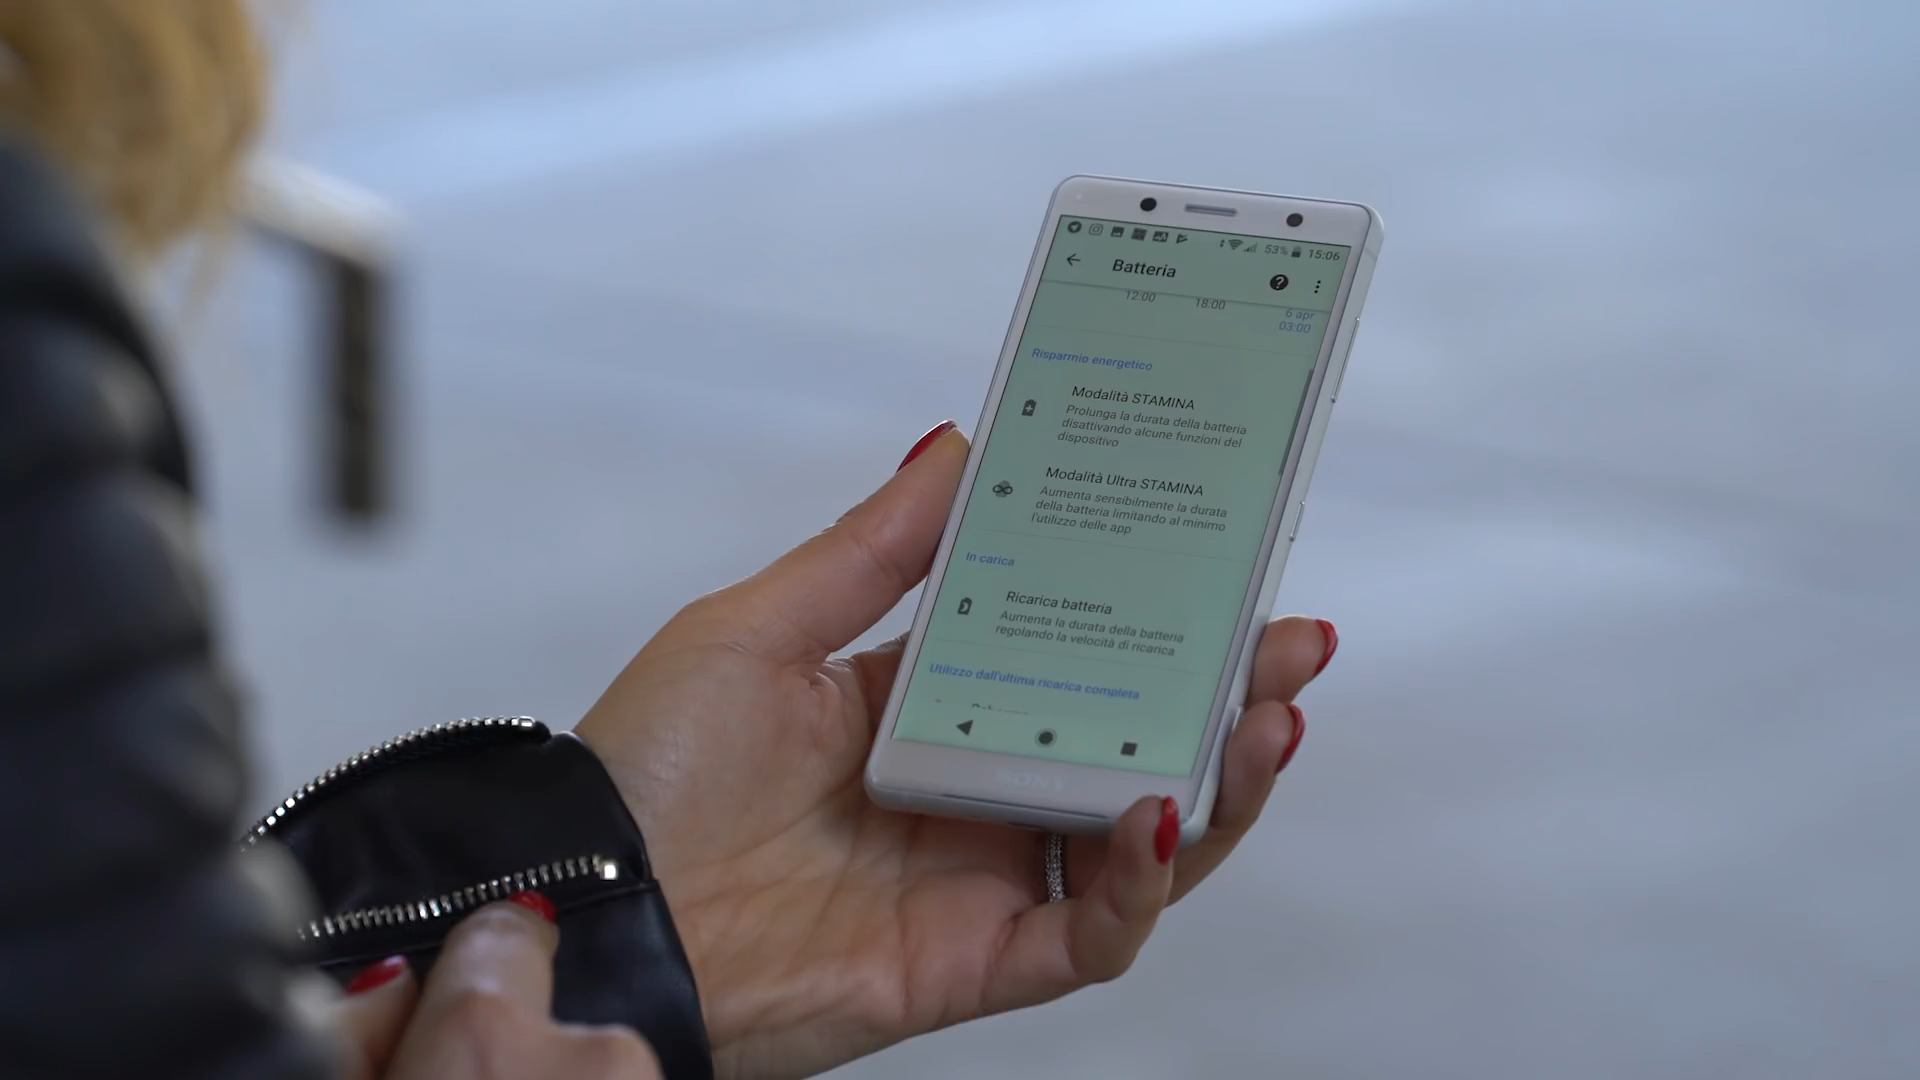 53% 15:06
Batteria
12:00 18:00 6 apr
03:00
Risparmio energetico
Modalità STAMINA
Prolunga la durata della batteria
disattivando alcune funzioni del
dispositivo
Modalità Ultra STAMINA
Aumenta sensibilmente la durata
della batteria limitando al minimo
l'utilizzo delle app
In carica
Ricarica batteria
Aumenta la durata della batteria
regolando la velocità di ricarica
Utilizzo dall'ultima ricarica completa
SONY